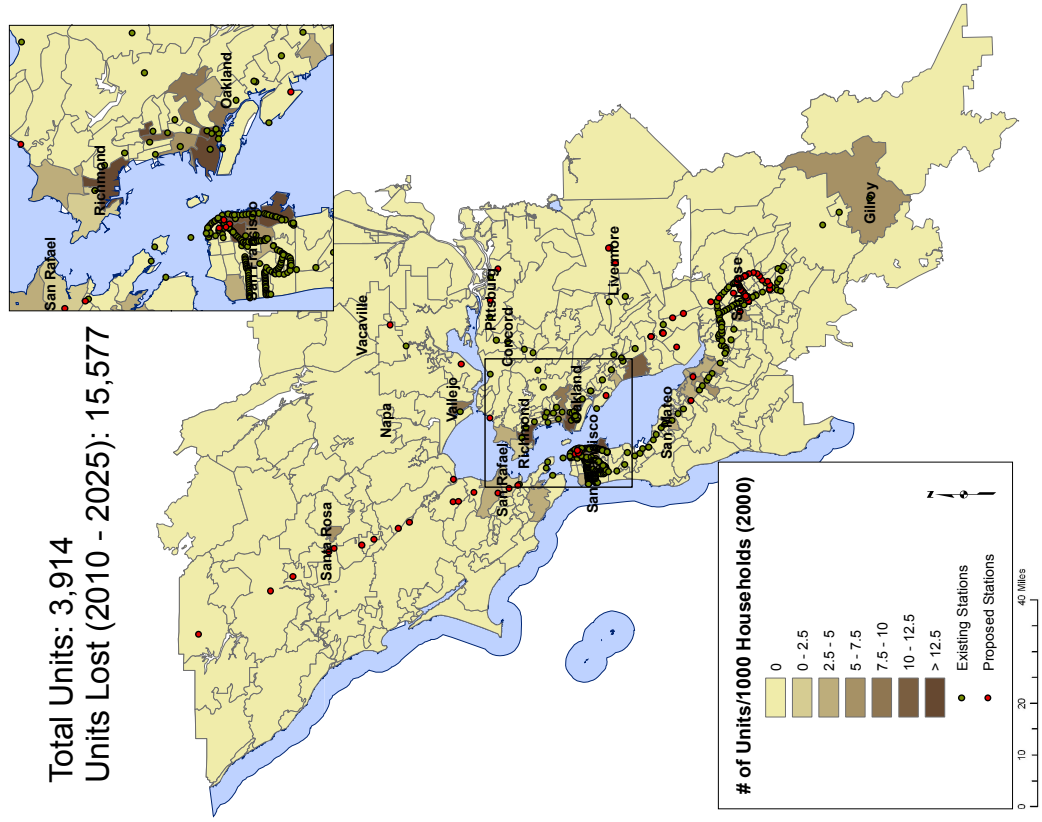 Total Units: 3,914
Units Lost (2010 - 2025): 15,577
San Rafael
Richmond
Oakland
San Francisco
Vacaville
Napa
Vallejo
Santa Rosa
Pittsburg
Concord
San Rafael
Richmond
Oakland
Livermore
San Mateo
Gilroy
# of Units/1000 Households (2000)
0
0 - 2.5
2.5 - 5
5 - 7.5
7.5 - 10
10 - 12.5
> 12.5
Existing Stations
Proposed Stations
N
0 10 20 40 Miles